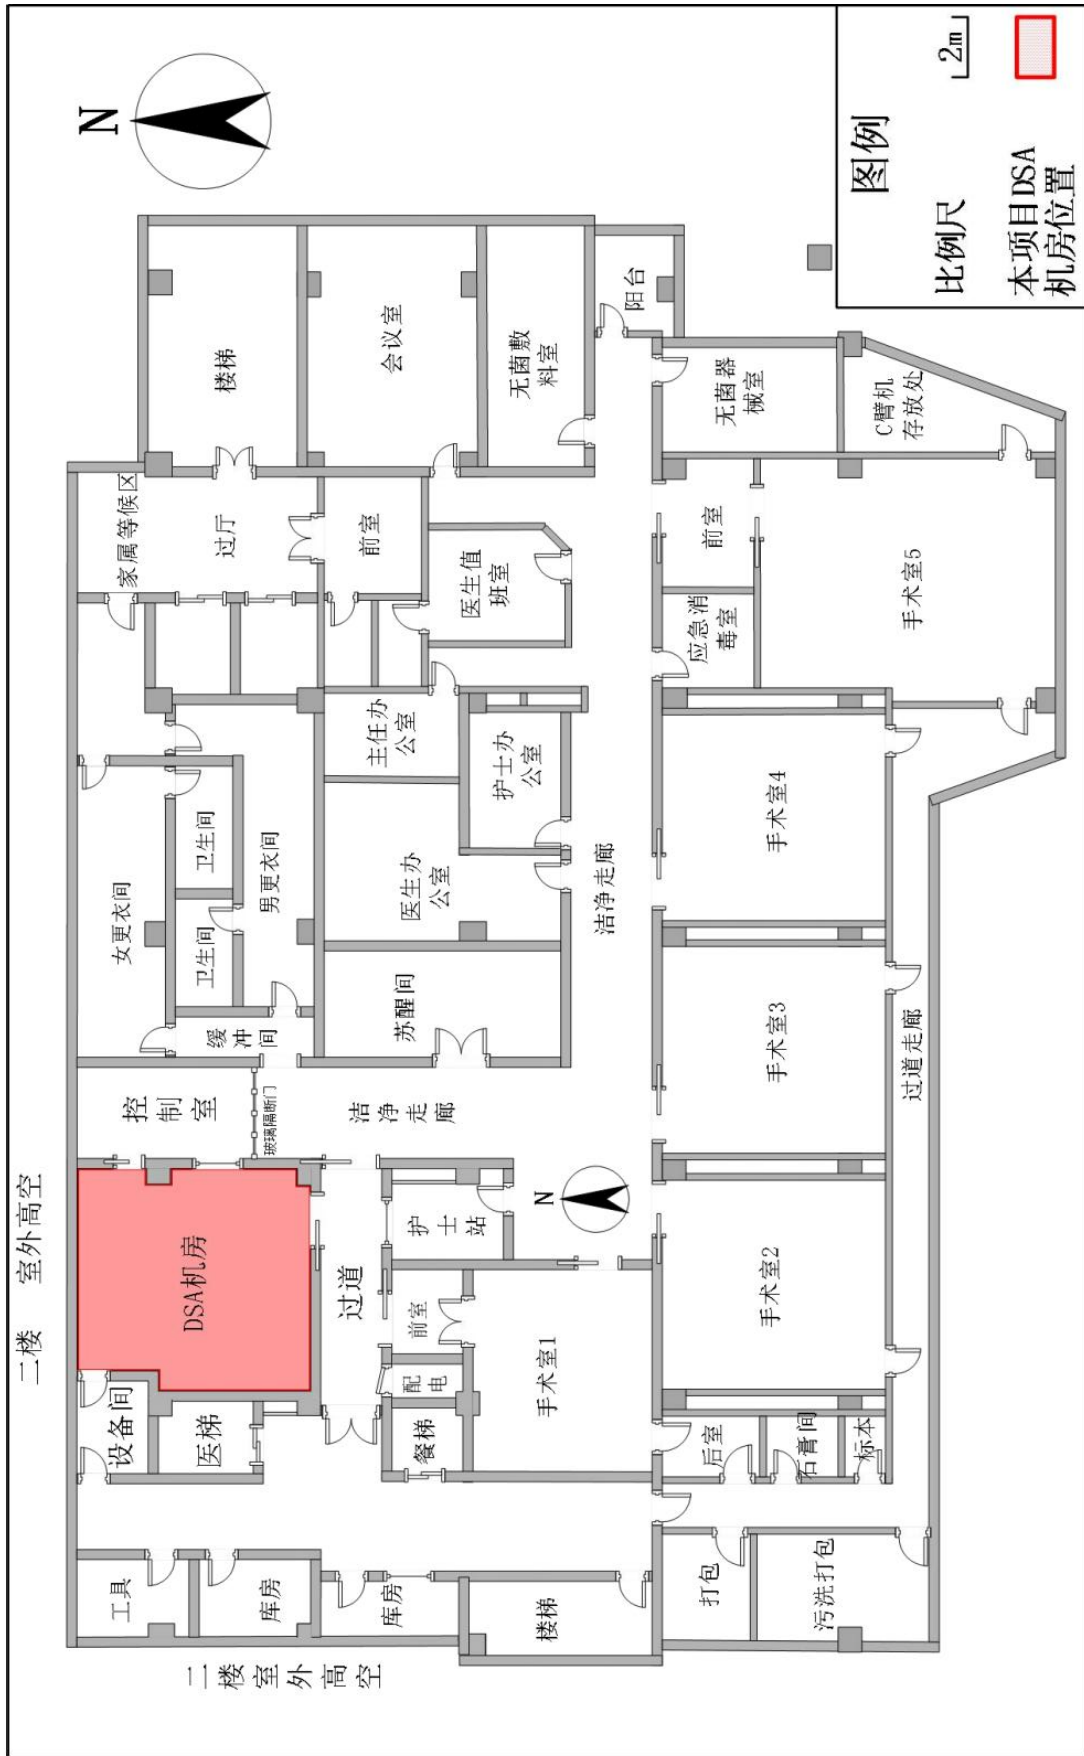 N
图例
比例尺
2m
本项目DSA
机房位置
二楼 室外高空
二楼室外高空
家属等候区
过厅
楼梯
会议室
无菌敷
料室
阳台
前室
医生值
班室
无菌器
械室
C臂机
存放处
前室
应急消
毒室
手术室5
主任办
公室
护士办
公室
医生办
公室
女更衣间
卫生间
卫生间
男更衣间
缓冲
间
苏醒间
洁净走廊
手术室4
手术室3
过道走廊
控制室
玻璃隔断门
洁净走廊
DSA机房
过道
护士站
N
前室
配电
手术室1
手术室2
设备间
医梯
餐梯
后室
石膏间
标本
工具
库房
库房
楼梯
打包
污洗打包